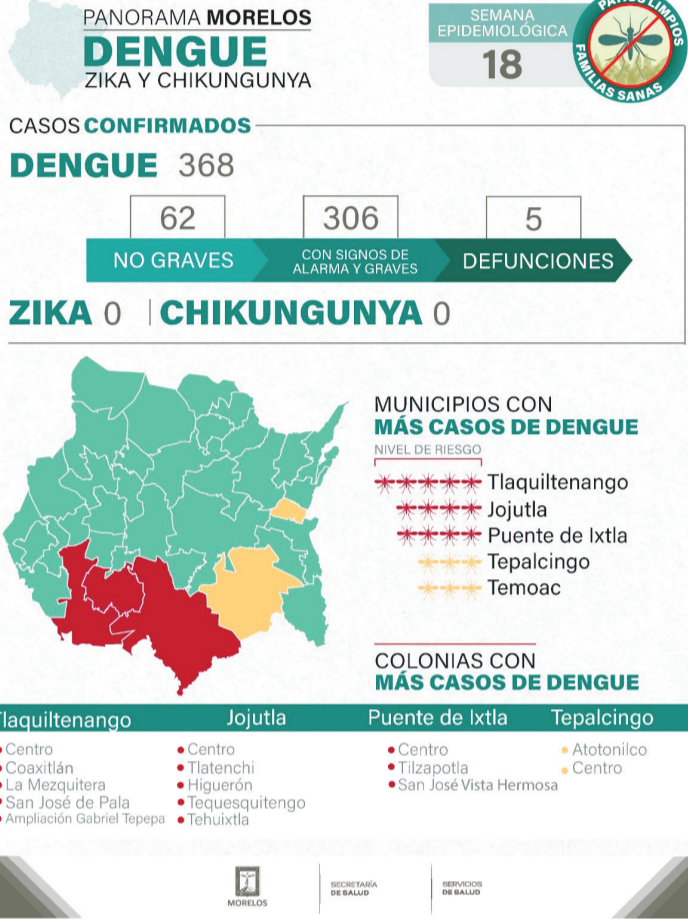 PANORAMA MORELOS
DENGUE
ZIKA Y CHIKUNGUNYA
SEMANA
EPIDEMIOLÓGICA
18
LIMPIOS
FAMILIAS SANAS
CASOS CONFIRMADOS
DENGUE 368
62
NO GRAVES
306
CON SIGNOS DE
ALARMA Y GRAVES
5
DEFUNCIONES
ZIKA 0 | CHIKUNGUNYA 0
MUNICIPIOS CON
MÁS CASOS DE DENGUE
NIVEL DE RIESGO
Tlaquiltenango
Jojutla
Puente de Ixtla
Tepalcingo
Temoac
COLONIAS CON
MÁS CASOS DE DENGUE
laquiltenango
Centro
Coaxitlán
La Mezquitera
San José de Pala
Ampliación Gabriel Tepepa
Jojutla
Centro
Tlatenchi
Higuerón
Tequesquitengo
Tehuixtla
Puente de Ixtla
Centro
Tilzapotla
San José Vista Hermosa
Tepalcingo
Atotonilco
Centro
MORELOS
SECRETARÍA
DE SALUD
SERVICIOS
DE SALUD